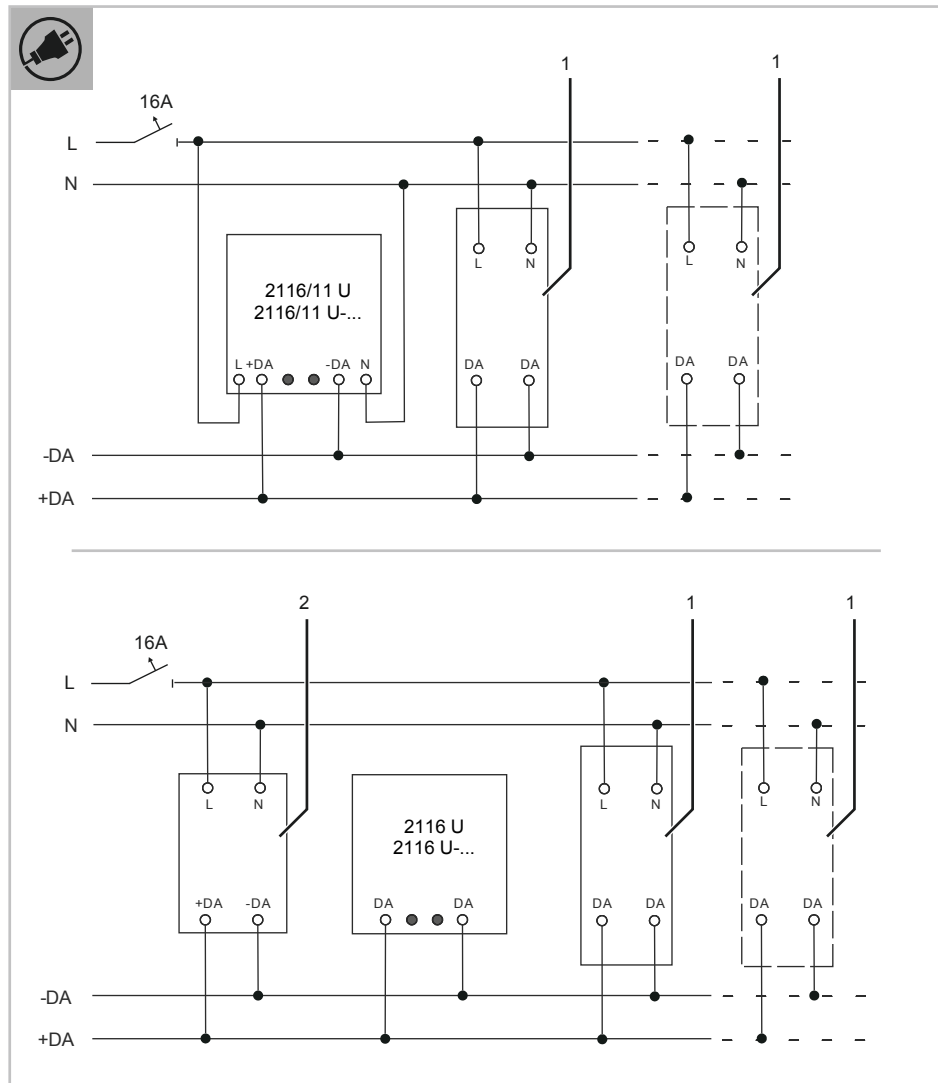 1 1
16A
L
N
L N L N
2116/11 U
2116/11 U-...
L +DA -DA N DA DA DA DA
-DA
+DA
2 1 1
16A
L
N
L N L N L N
2116 U
2116 U-...
+DA -DA DA DA DA DA DA DA
-DA
+DA